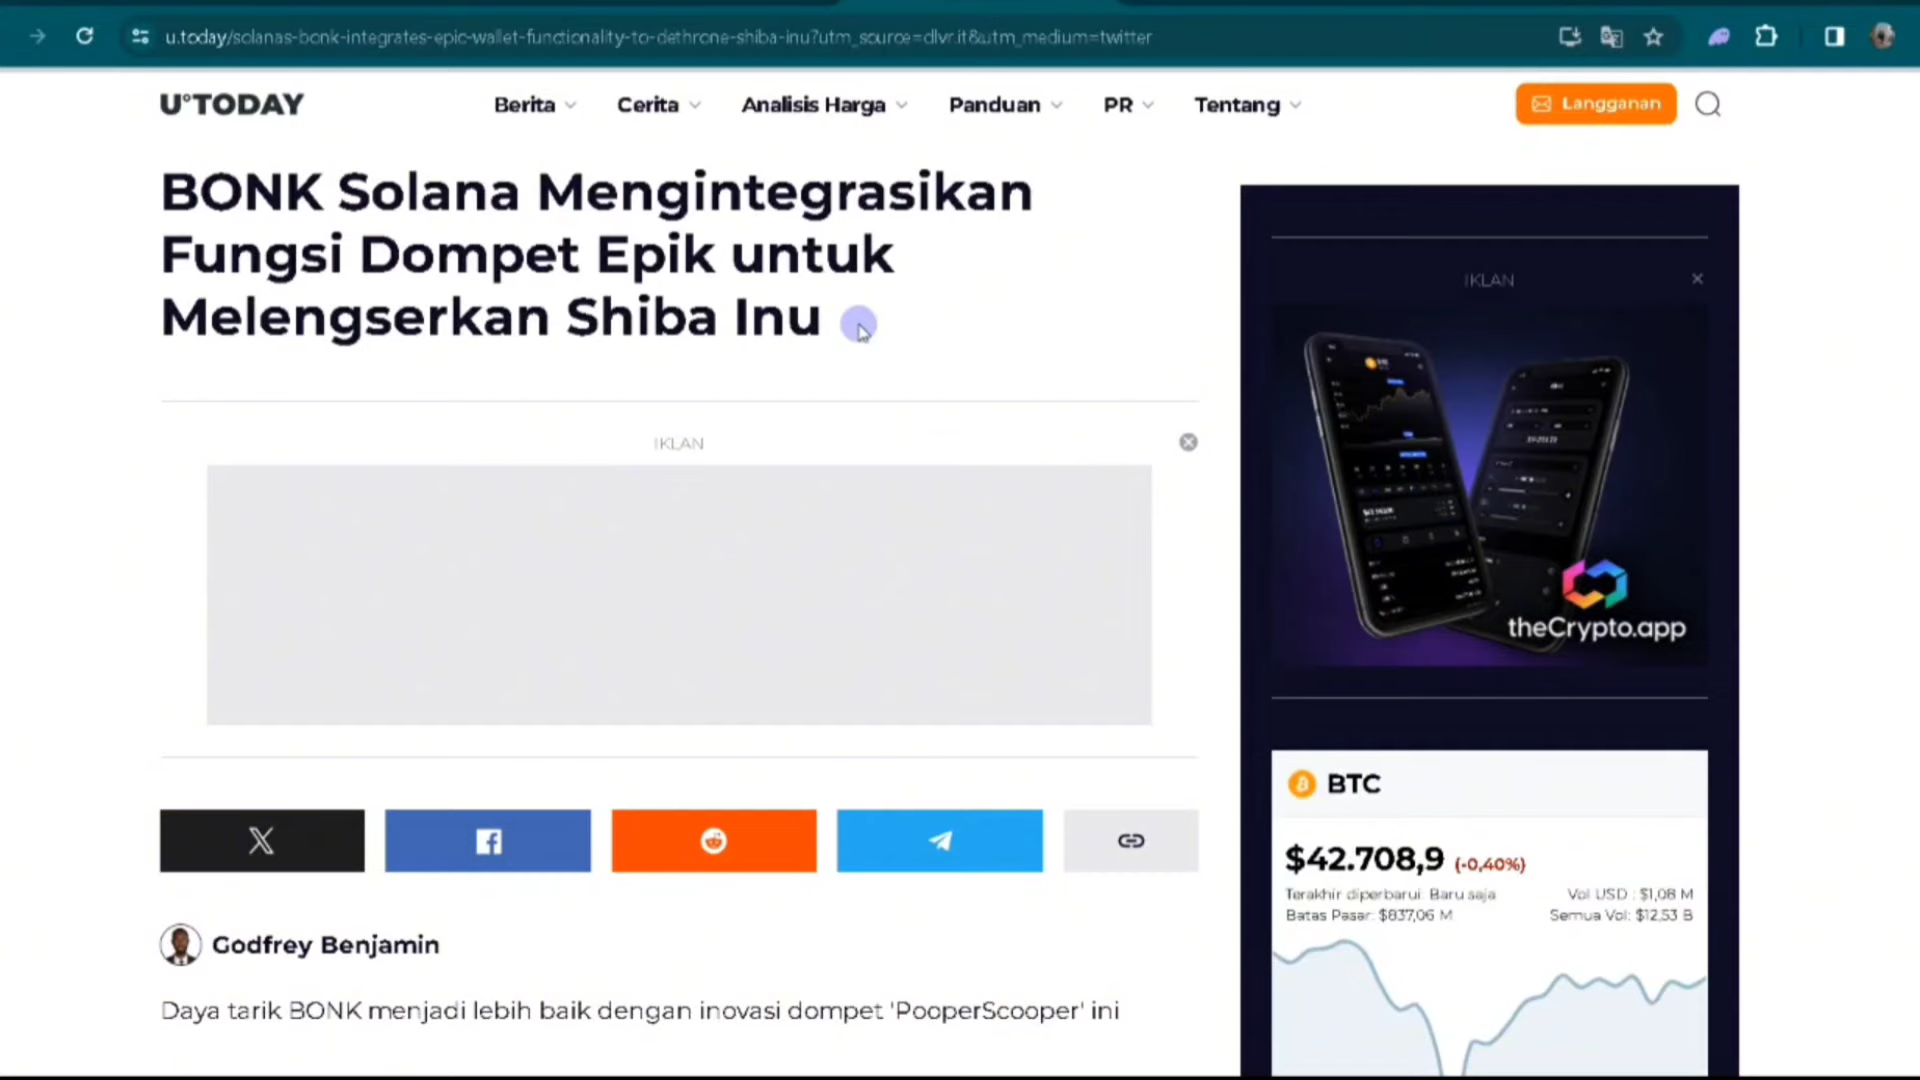 u.today/solanas-bonk-integrates-epic-wallet-functionality-to-dethrone-shiba-inu?utm_source=dlvr.it&utm_medium=twitter
U°TODAY
Berita
Cerita
Analisis Harga
Panduan
PR
Tentang
Langganan
BONK Solana Mengintegrasikan
Fungsi Dompet Epik untuk
Melengserkan Shiba Inu
IKLAN
IKLAN
theCrypto.app
BTC
$42.708,9 (-0,40%)
Terakhir diperbarui: Baru saja
Vol USD : $1,08 M
Batas Pasar: $837,06 M
Semua Vol: $12,53 B
Godfrey Benjamin
Daya tarik BONK menjadi lebih baik dengan inovasi dompet 'PooperScooper' ini